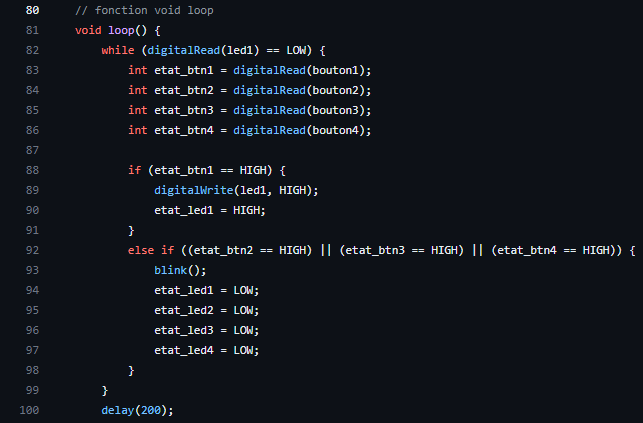 80 // fonction void loop
81 void loop() {
82 while (digitalRead(led1) == LOW) {
83 int etat_btn1 = digitalRead(bouton1);
84 int etat_btn2 = digitalRead(bouton2);
85 int etat_btn3 = digitalRead(bouton3);
86 int etat_btn4 = digitalRead(bouton4);
87
88 if (etat_btn1 == HIGH) {
89 digitalWrite(led1, HIGH);
90 etat_led1 = HIGH;
91 }
92 else if ((etat_btn2 == HIGH) || (etat_btn3 == HIGH) || (etat_btn4 == HIGH)) {
93 blink();
94 etat_led1 = LOW;
95 etat_led2 = LOW;
96 etat_led3 = LOW;
97 etat_led4 = LOW;
98 }
99 }
100 delay(200);